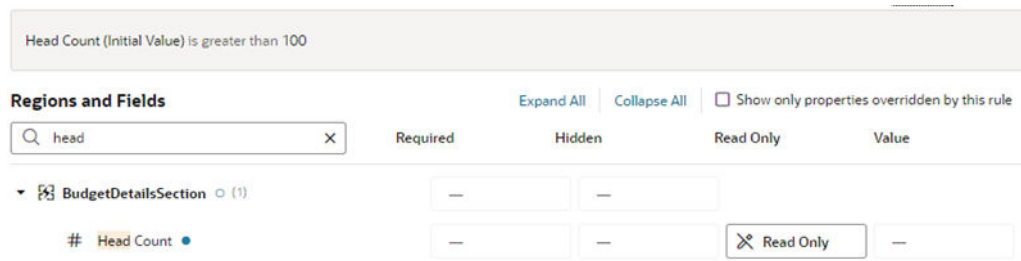 Head Count (Initial Value) is greater than 100
Regions and Fields Expand All Collapse All Show only properties overridden by this rule
head Required Hidden Read Only Value
BudgetDetailsSection (1) — —
# Head Count — — Read Only —